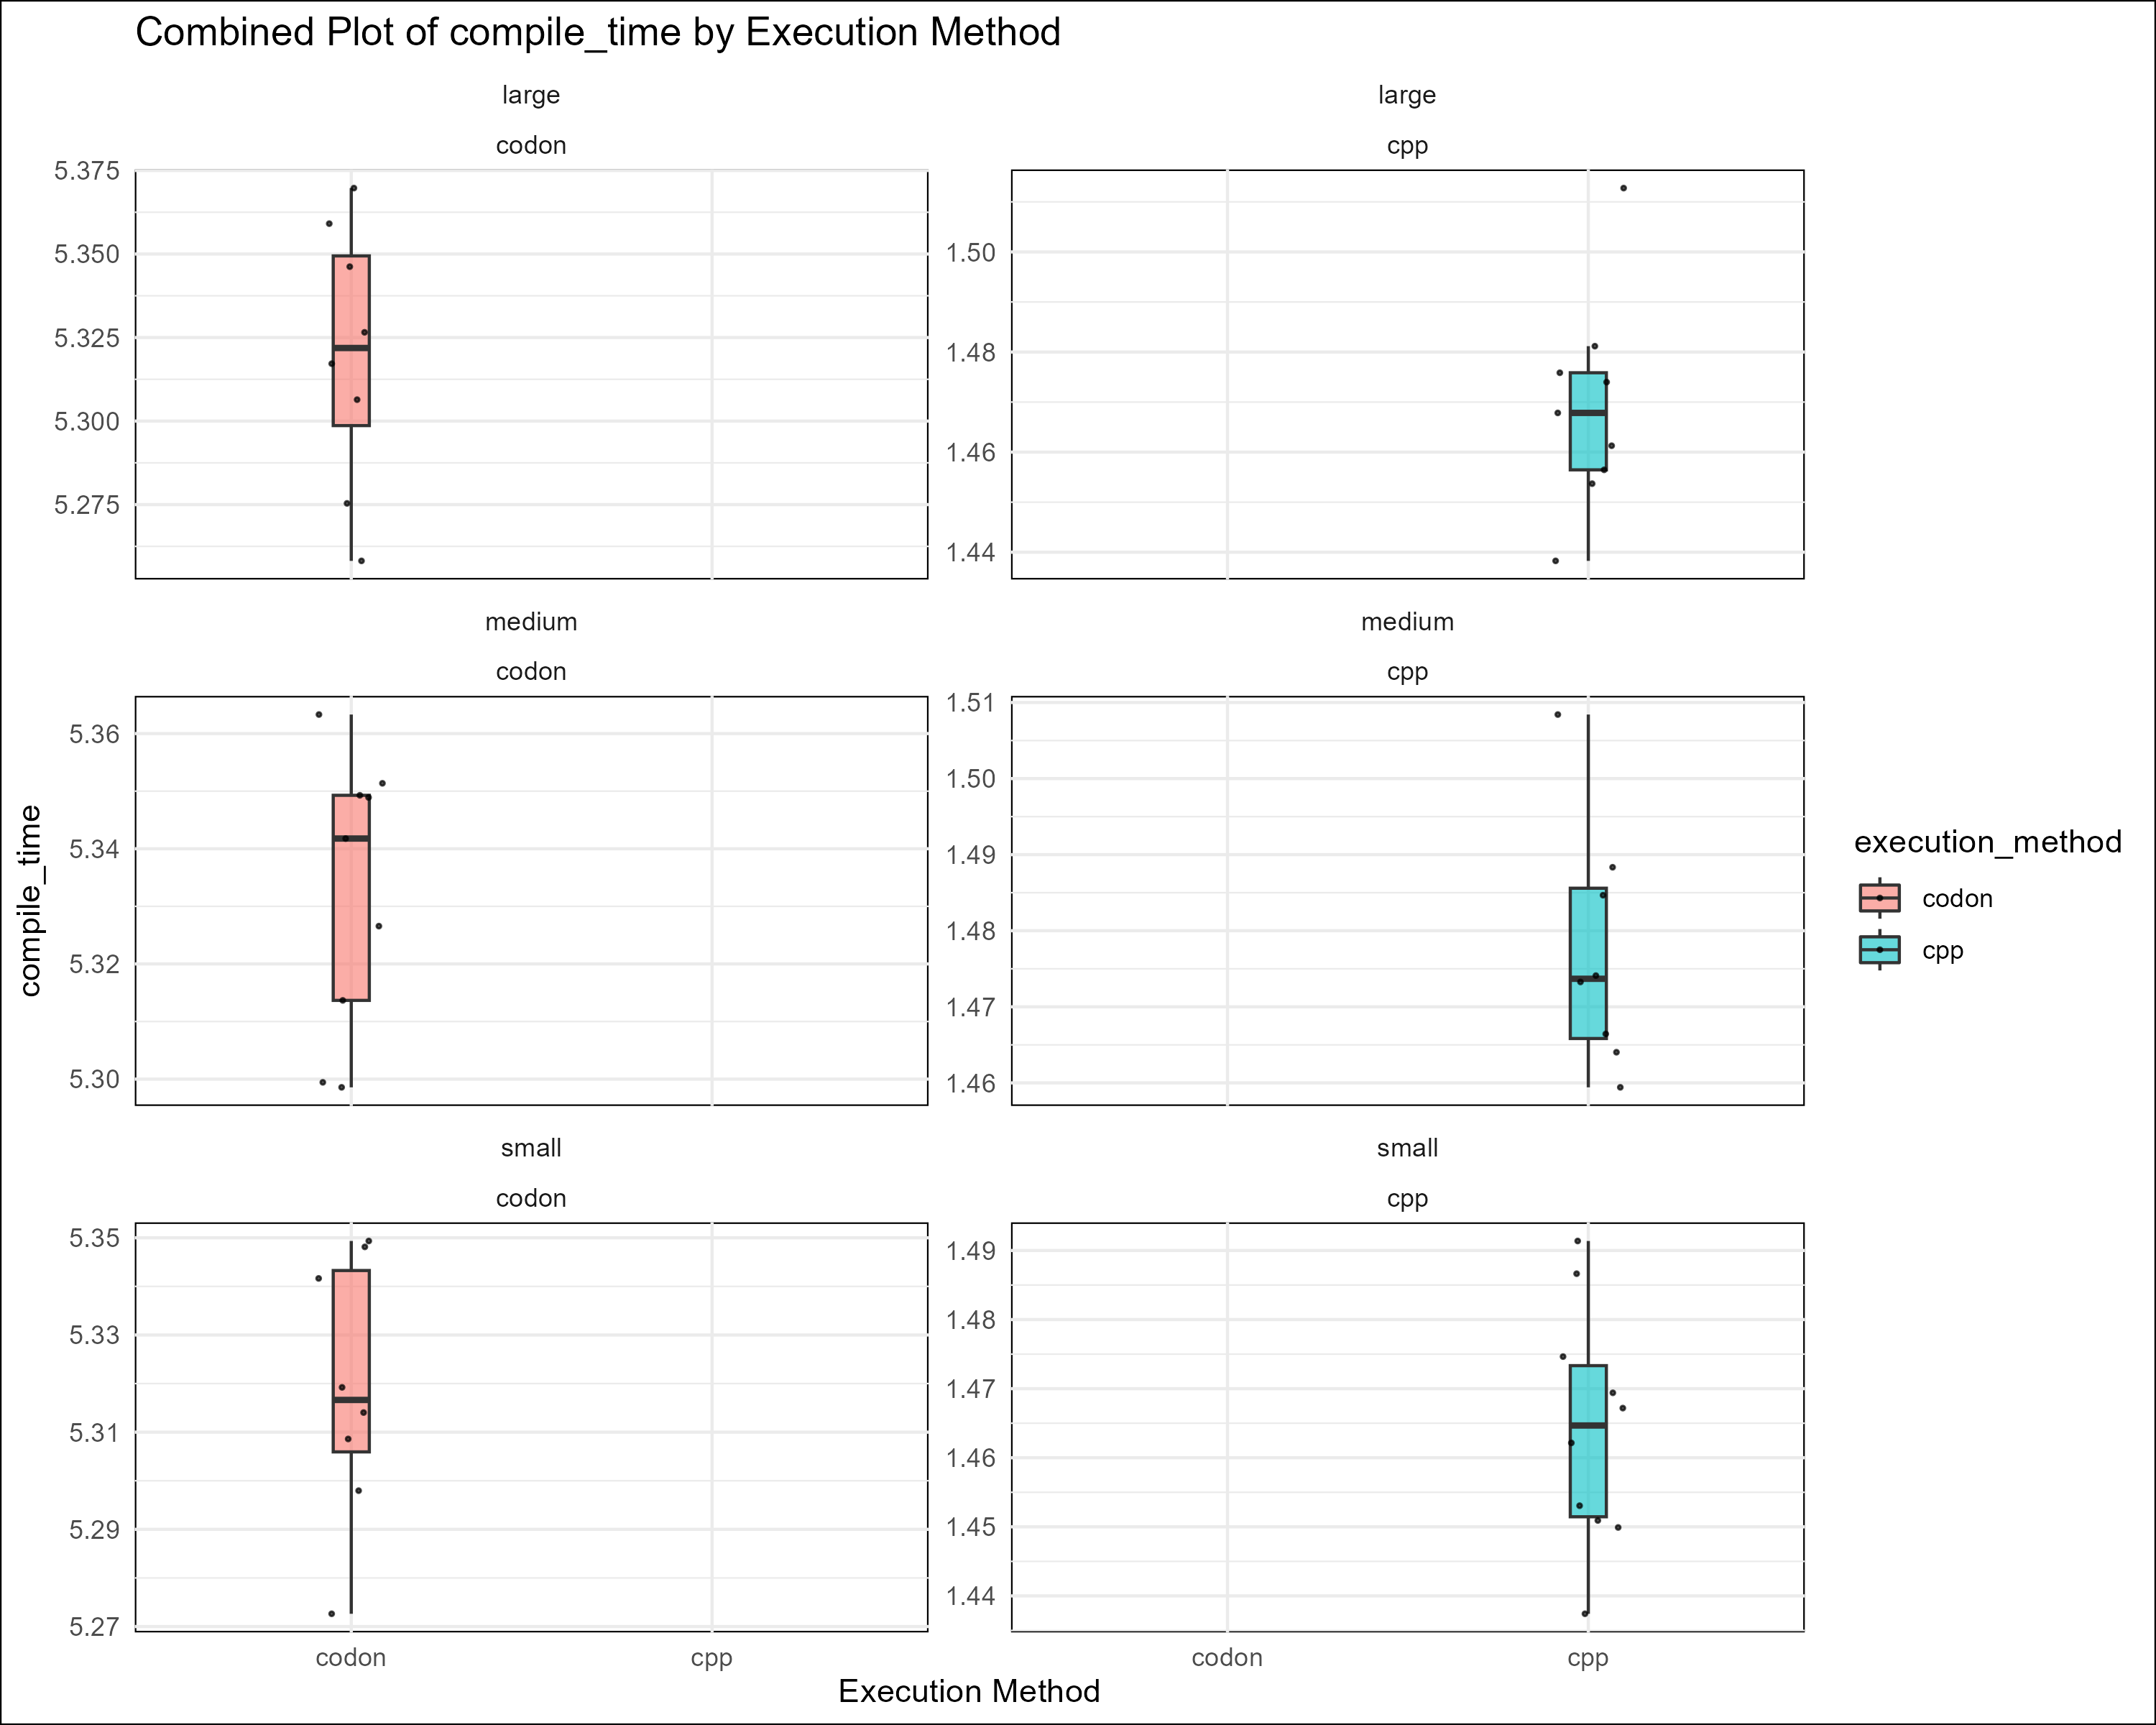 Combined Plot of compile_time by Execution Method
large
codon
5.375
5.350
5.325
5.300
5.275
large
cpp
1.50
1.48
1.46
1.44
medium
codon
5.36
5.34
5.32
5.30
medium
cpp
1.51
1.50
1.49
1.48
1.47
1.46
small
codon
5.35
5.33
5.31
5.29
5.27
codon cpp
small
cpp
1.49
1.48
1.47
1.46
1.45
1.44
codon cpp
compile_time
Execution Method
execution_method
codon
cpp